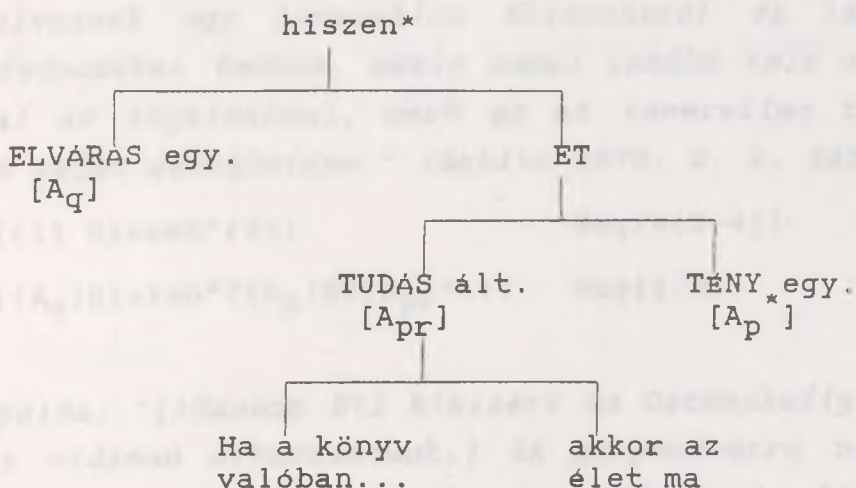 hiszen*
ELVÁRÁS egy. ET
[Aq]
TUDÁS ált. TÉNY * egy.
[Apr] [Ap*]
Ha a könyv akkor az
valóban... élet ma